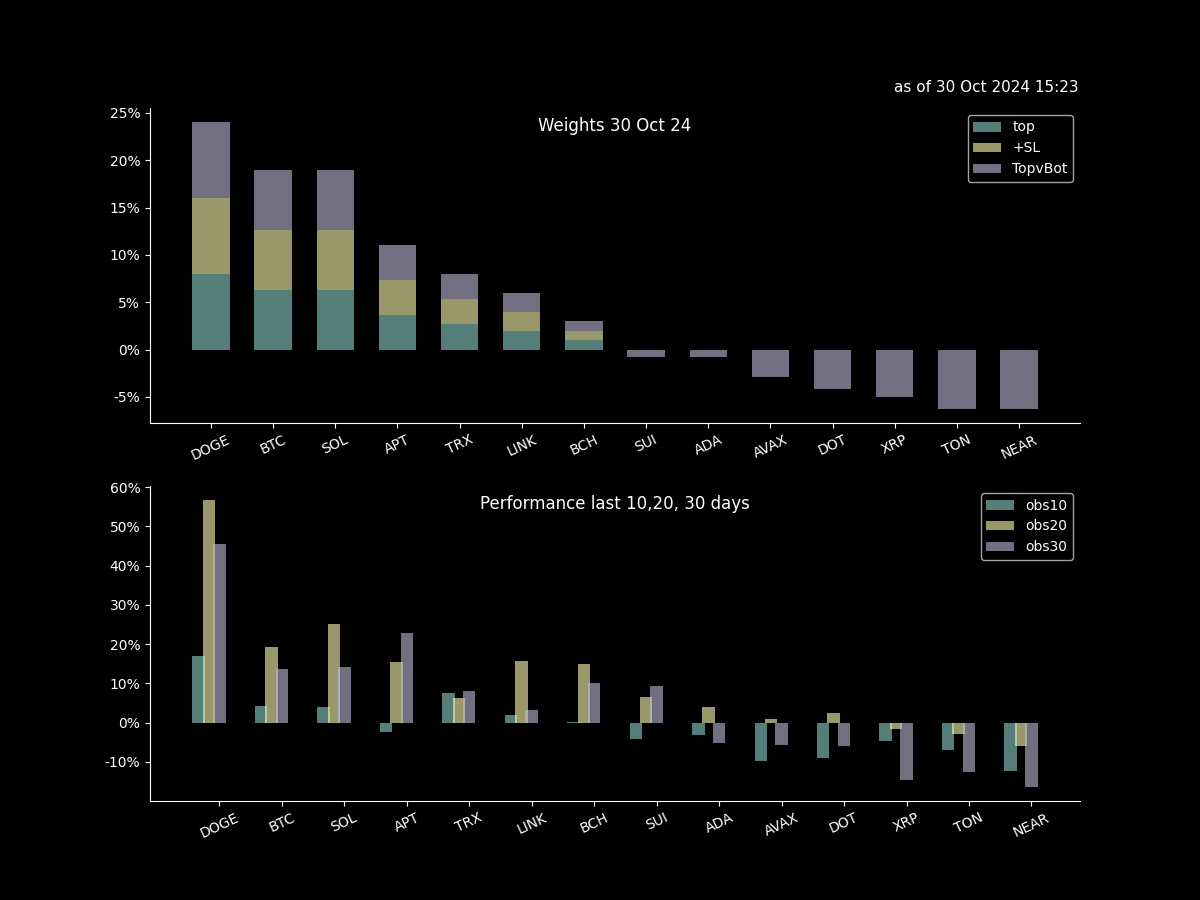 as of 30 Oct 2024 15:23
Weights 30 Oct 24
top
+SL
TopvBot
25%
20%
15%
10%
5%
0%
-5%
DOGE BTC SOL APT TRX LINK BCH SUI ADA AVAX DOT XRP TON NEAR
Performance last 10,20, 30 days
obs10
obs20
obs30
60%
50%
40%
30%
20%
10%
0%
-10%
DOGE BTC SOL APT TRX LINK BCH SUI ADA AVAX DOT XRP TON NEAR